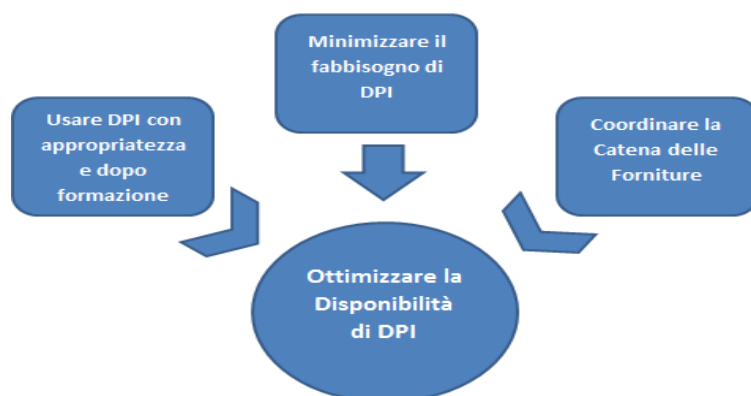 Usare DPI con
appropriatezza
e dopo
formazione
Minimizzare il
fabbisogno di
DPI
Coordinare la
Catena delle
Forniture
Ottimizzare la
Disponibilità
di DPI